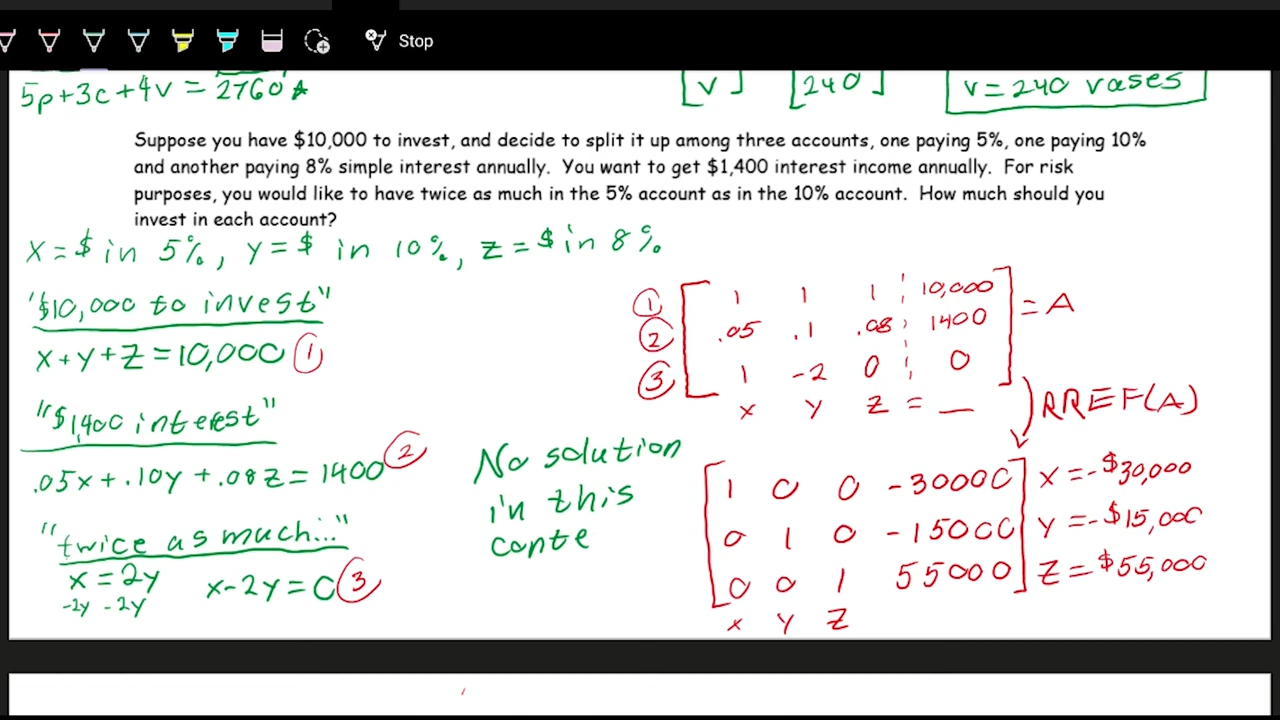 Stop
5p+3c+4v = 2760
[v] [240] v=240 vases
Suppose you have $10,000 to invest, and decide to split it up among three accounts, one paying 5%, one paying 10%
and another paying 8% simple interest annually. You want to get $1,400 interest income annually. For risk
purposes, you would like to have twice as much in the 5% account as in the 10% account. How much should you
invest in each account?
x = $ in 5%, y = $ in 10%, z = $ in 8%
"$10,000 to invest"
x+y+z = 10,000 ①
"$1,400 interest"
.05x+.10y+.08z = 1400 ②
"twice as much..."
x = 2y x-2y = 0 ③
-2y -2y
No solution
in this
conte
① 1 1 1 10,000 = A
② .05 .1 .08 1400
③ 1 -2 0 0
x y z = _
RREF(A)
1 0 0 -30000 x = -$30,000
0 1 0 -15000 y = -$15,000
0 0 1 55000 z = $55,000
x y z